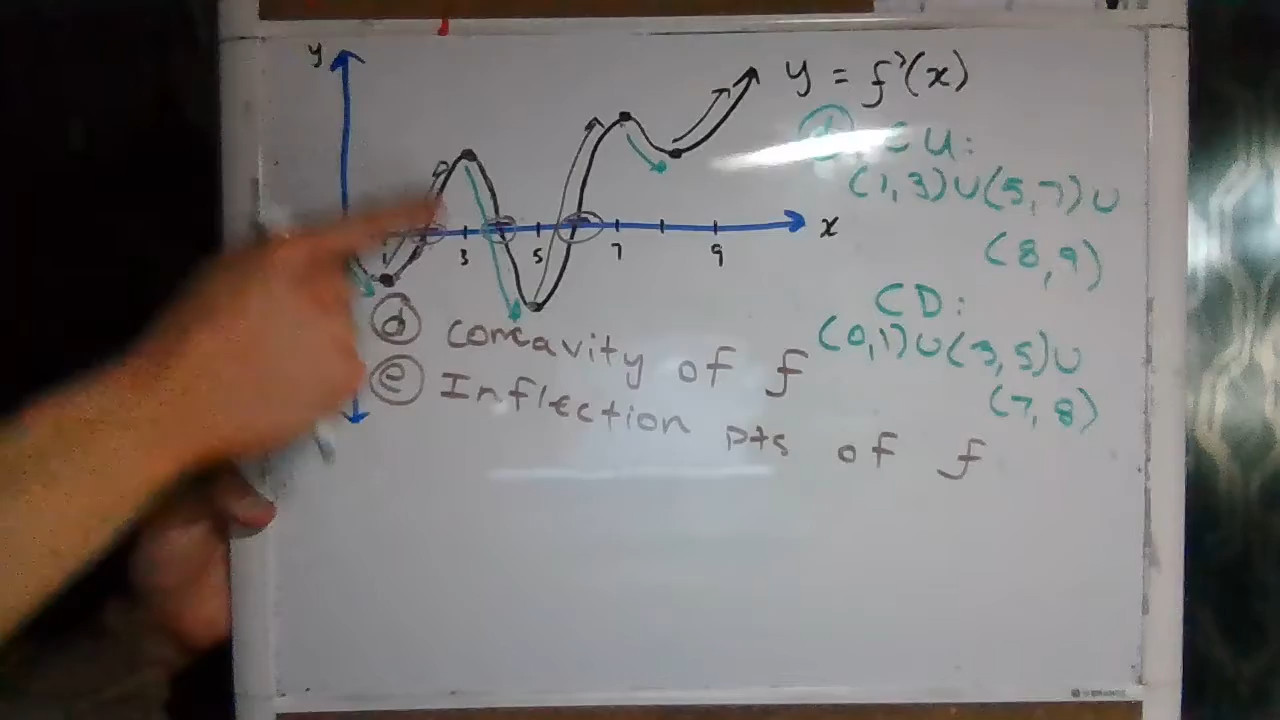 y
y = f'(x)
d CU:
(1,3)∪(5,7)∪
(8,9)
x
3 5 7 9
CD:
(0,1)∪(3,5)∪
(7,8)
d Concavity of f
e Inflection pts of f